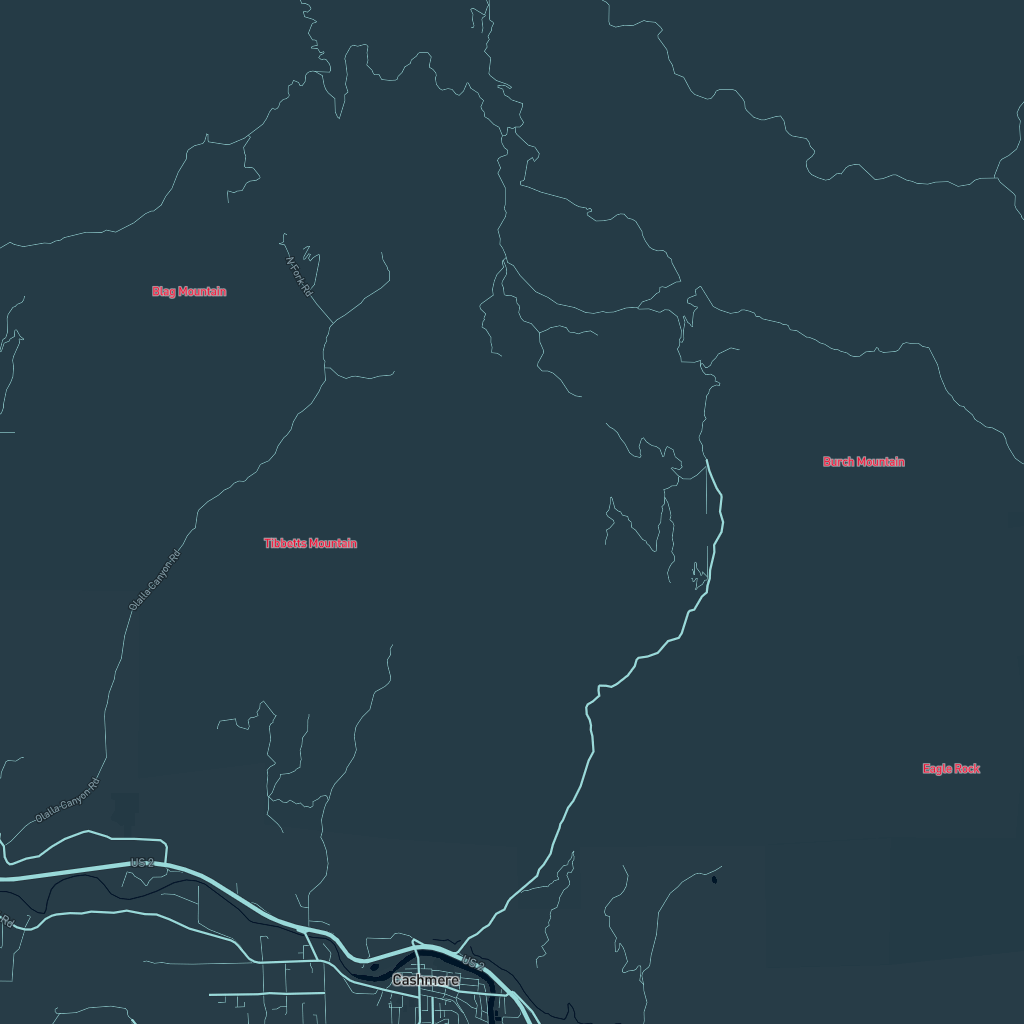 N-Fork-Rd
Blag Mountain
Burch Mountain
Tibbetts Mountain
Olalla-Canyon-Rd
Eagle Rock
Olalla-Canyon-Rd
US 2
Rd
US 2
Cashmere